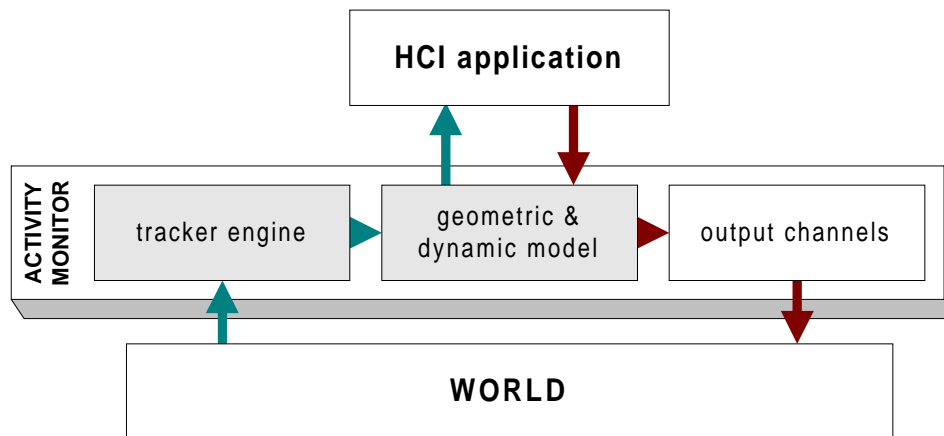 HCI application
ACTIVITY
MONITOR
tracker engine
geometric &
dynamic model
output channels
WORLD